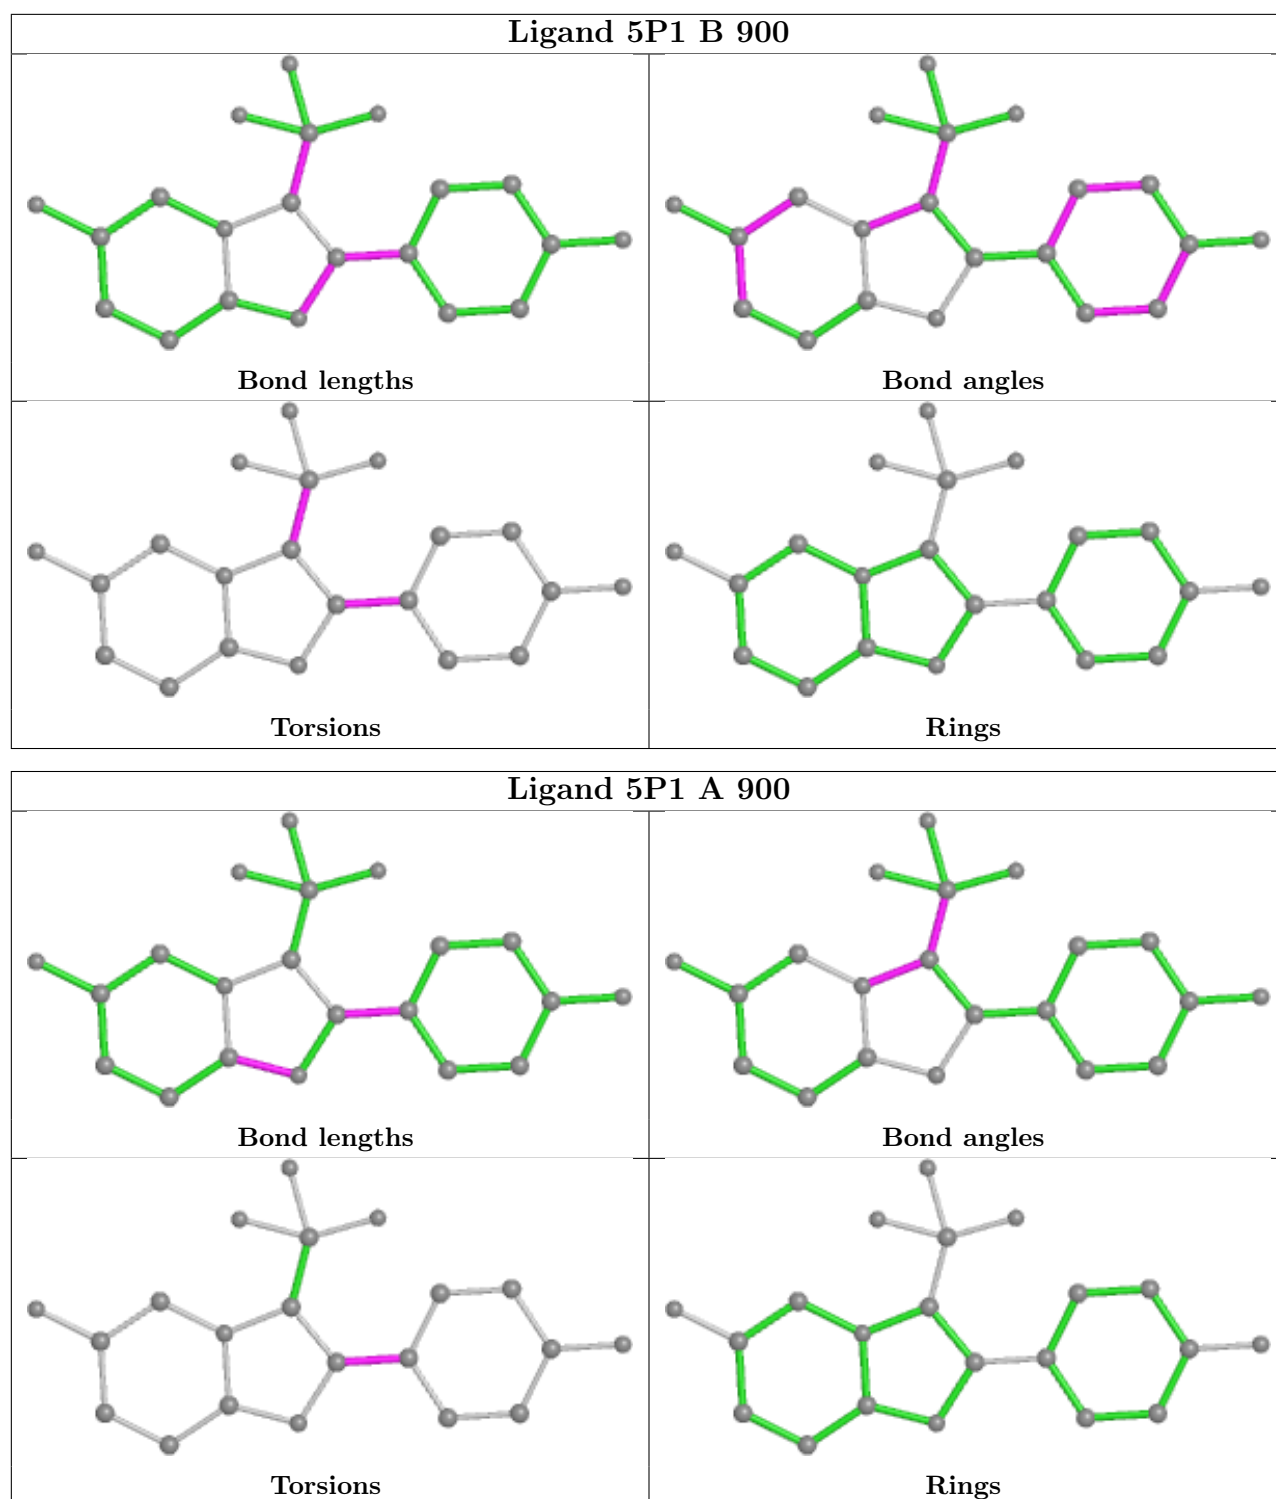 Ligand 5P1 B 900
Bond lengths
Bond angles
Torsions
Rings
Ligand 5P1 A 900
Bond lengths
Bond angles
Torsions
Rings